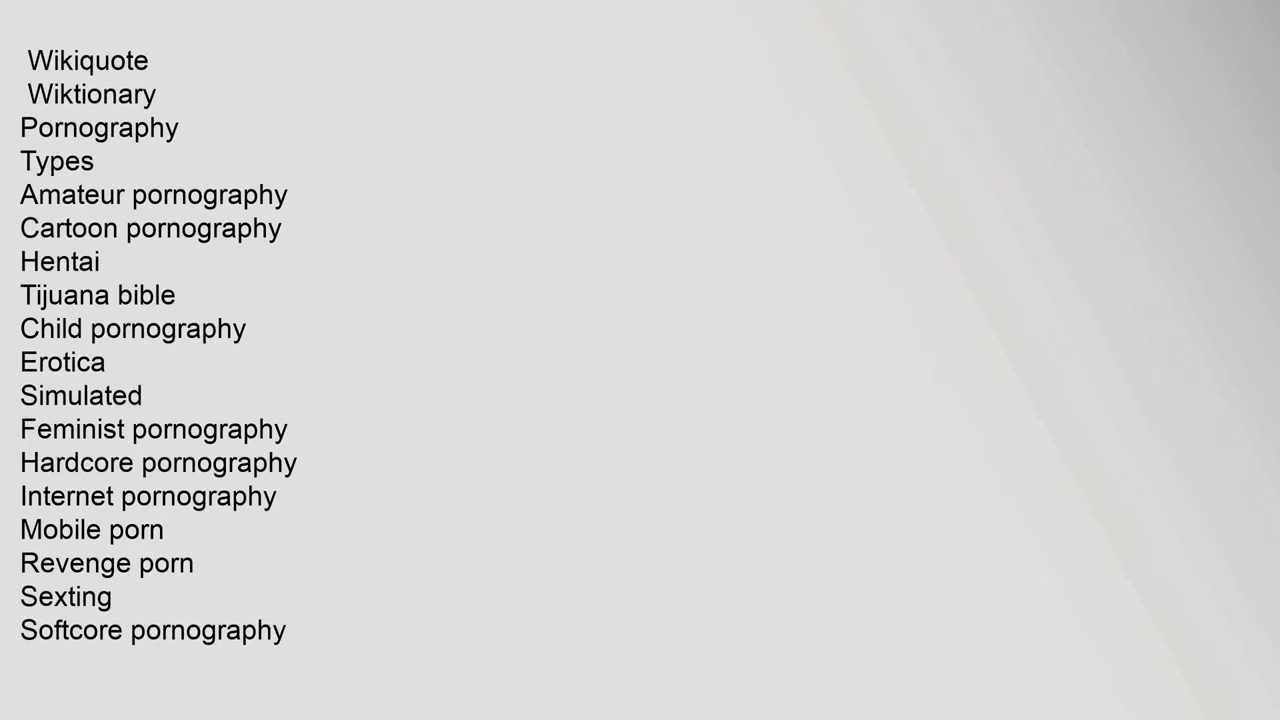 Wikiquote
Wiktionary
Pornography
Types
Amateur pornography
Cartoon pornography
Hentai
Tijuana bible
Child pornography
Erotica
Simulated
Feminist pornography
Hardcore pornography
Internet pornography
Mobile porn
Revenge porn
Sexting
Softcore pornography